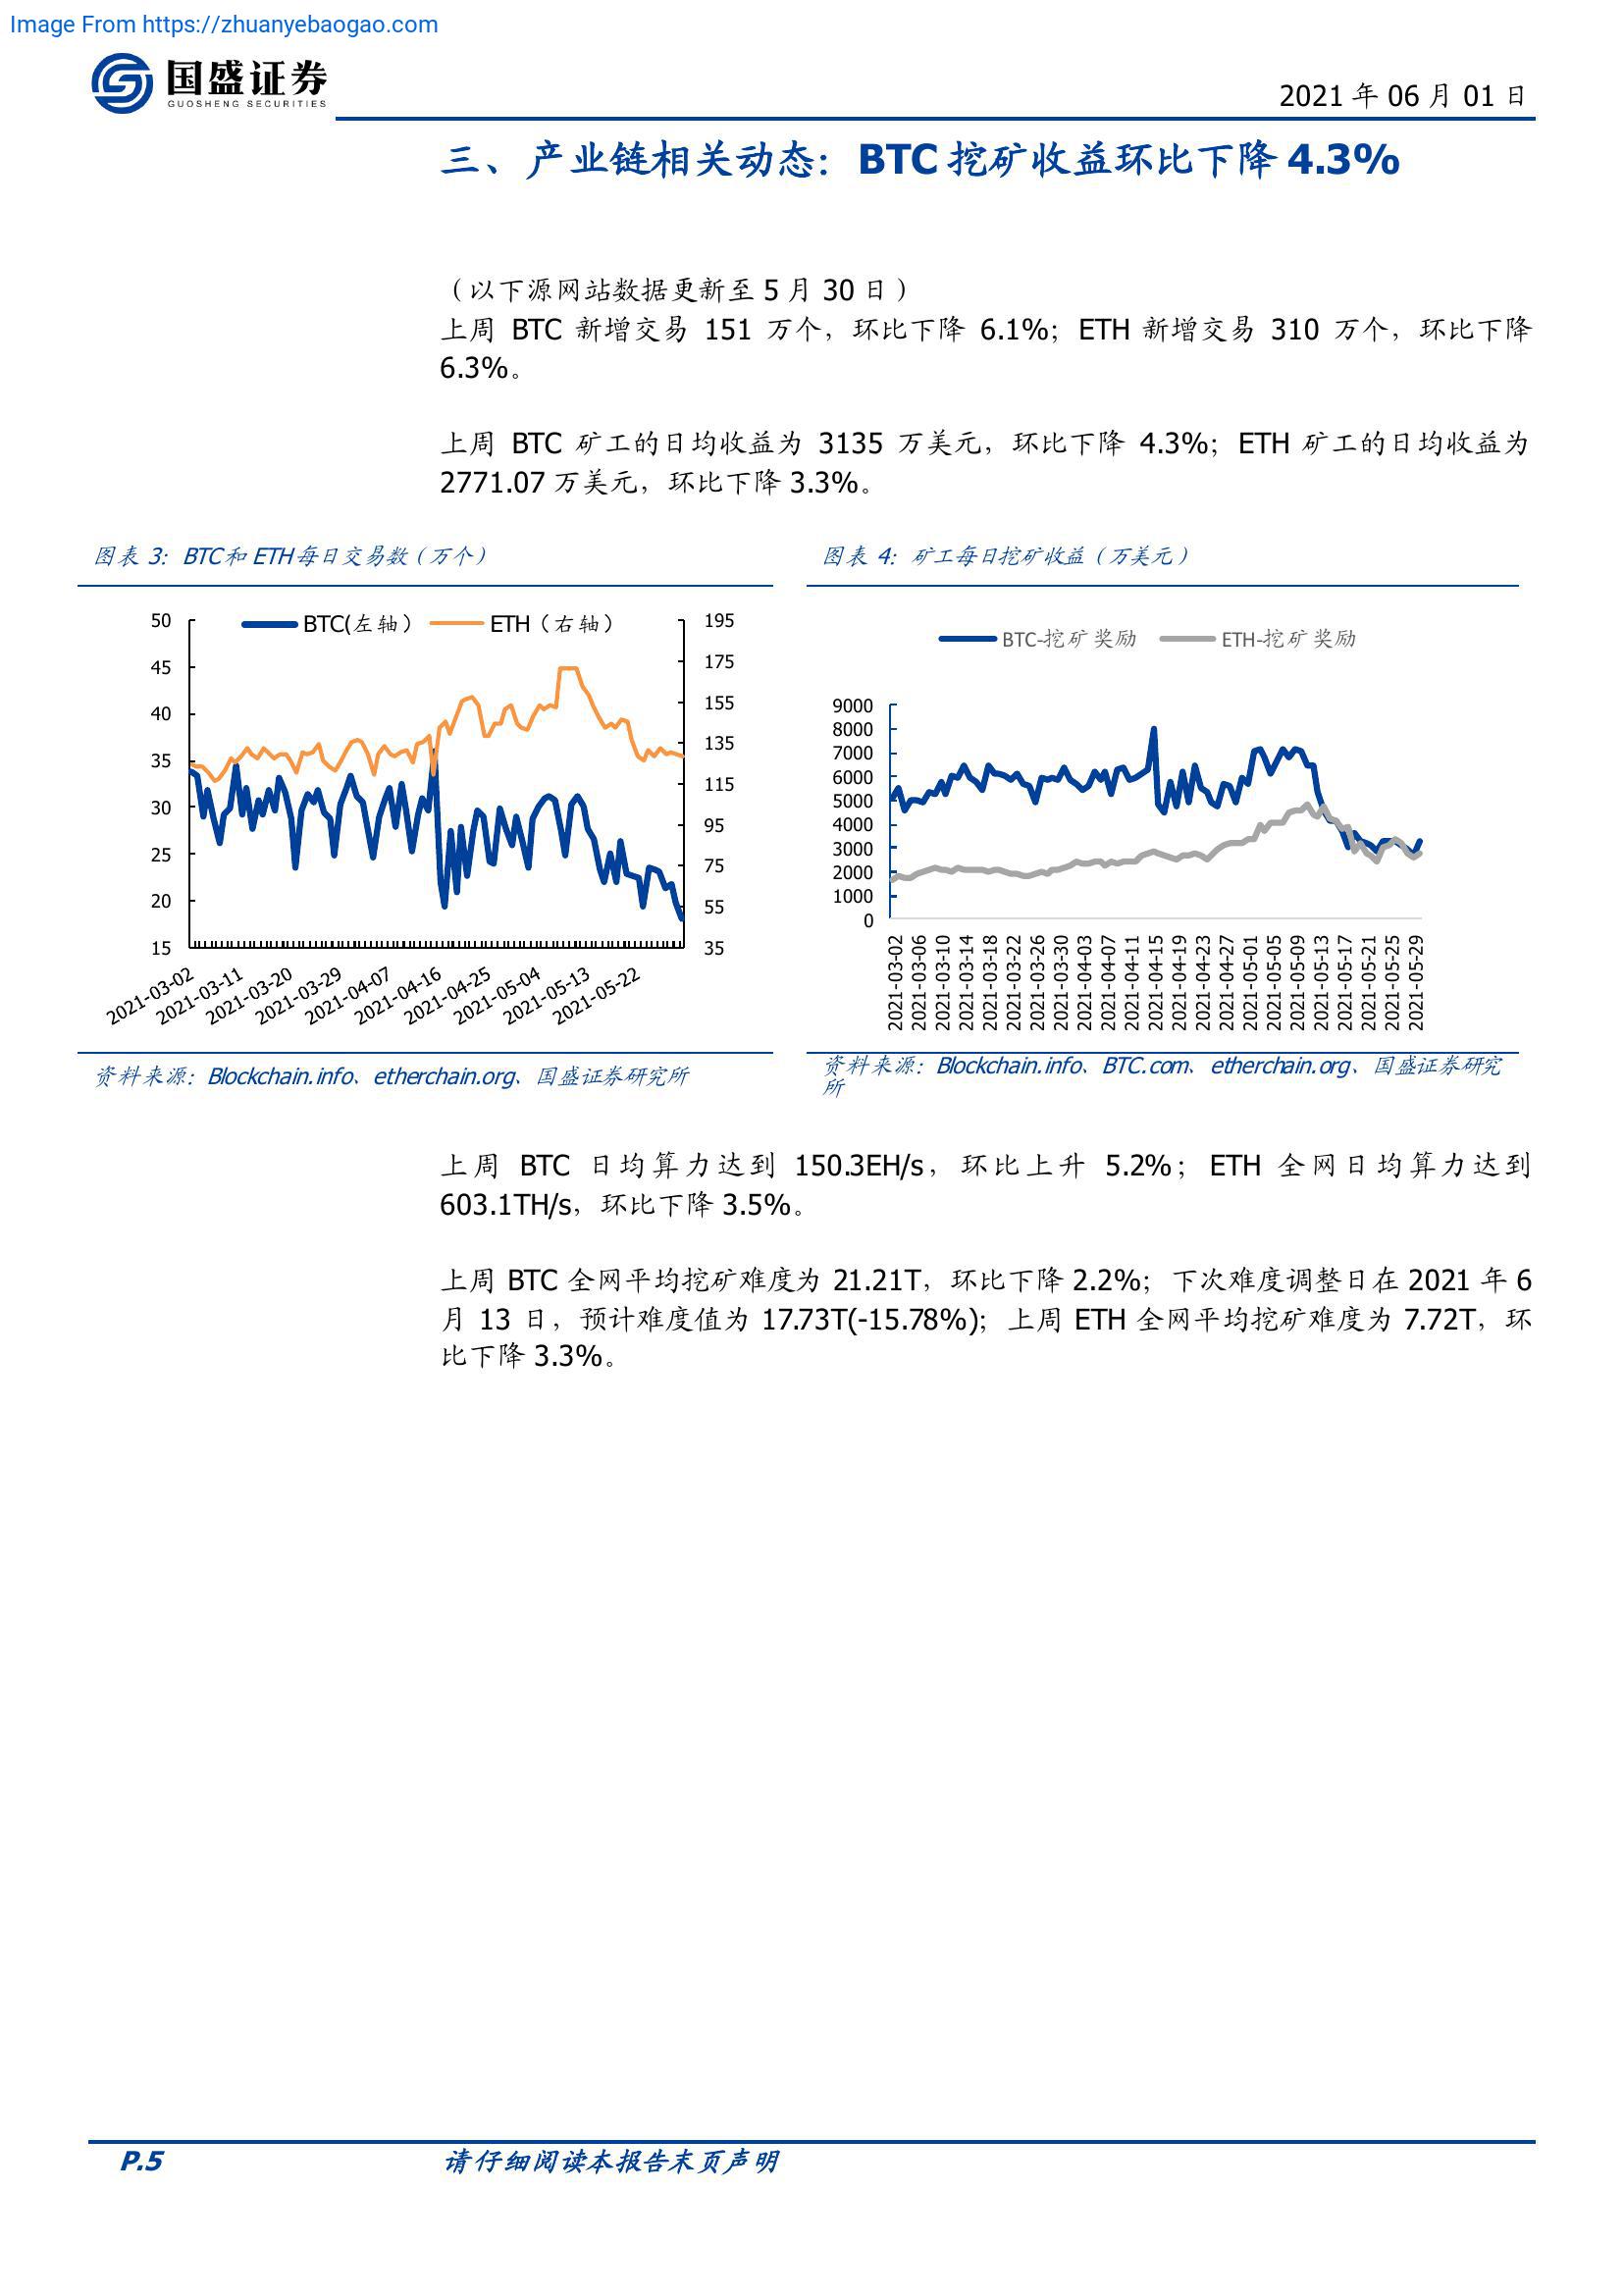 Image From https://zhuanyebaogao.com
国盛证券
GUOSHENG SECURITIES
2021 年 06 月 01 日
三、产业链相关动态：BTC 挖矿收益环比下降 4.3%
（以下源网站数据更新至 5 月 30 日）
上周 BTC 新增交易 151 万个，环比下降 6.1%；ETH 新增交易 310 万个，环比下降
6.3%。
上周 BTC 矿工的日均收益为 3135 万美元，环比下降 4.3%；ETH 矿工的日均收益为
2771.07 万美元，环比下降 3.3%。
图表 3：BTC和 ETH每日交易数（万个）
BTC(左轴）
ETH（右轴）
50
45
40
35
30
25
20
15
195
175
155
135
115
95
75
55
35
2021-03-02
2021-03-11
2021-03-20
2021-03-29
2021-04-07
2021-04-16
2021-04-25
2021-05-04
2021-05-13
2021-05-22
资料来源：Blockchain.info、etherchain.org、国盛证券研究所
图表 4：矿工每日挖矿收益（万美元）
BTC-挖矿奖励
ETH-挖矿奖励
9000
8000
7000
6000
5000
4000
3000
2000
1000
0
2021-03-02
2021-03-06
2021-03-10
2021-03-14
2021-03-18
2021-03-22
2021-03-26
2021-03-30
2021-04-03
2021-04-07
2021-04-11
2021-04-15
2021-04-19
2021-04-23
2021-04-27
2021-05-01
2021-05-05
2021-05-09
2021-05-13
2021-05-17
2021-05-21
2021-05-25
2021-05-29
资料来源：Blockchain.info、BTC.com、etherchain.org、国盛证券研究
所
上周 BTC 日均算力达到 150.3EH/s，环比上升 5.2%；ETH 全网日均算力达到
603.1TH/s，环比下降 3.5%。
上周 BTC 全网平均挖矿难度为 21.21T，环比下降 2.2%；下次难度调整日在 2021 年 6
月 13 日，预计难度值为 17.73T(-15.78%)；上周 ETH 全网平均挖矿难度为 7.72T，环
比下降 3.3%。
P.5
请仔细阅读本报告末页声明